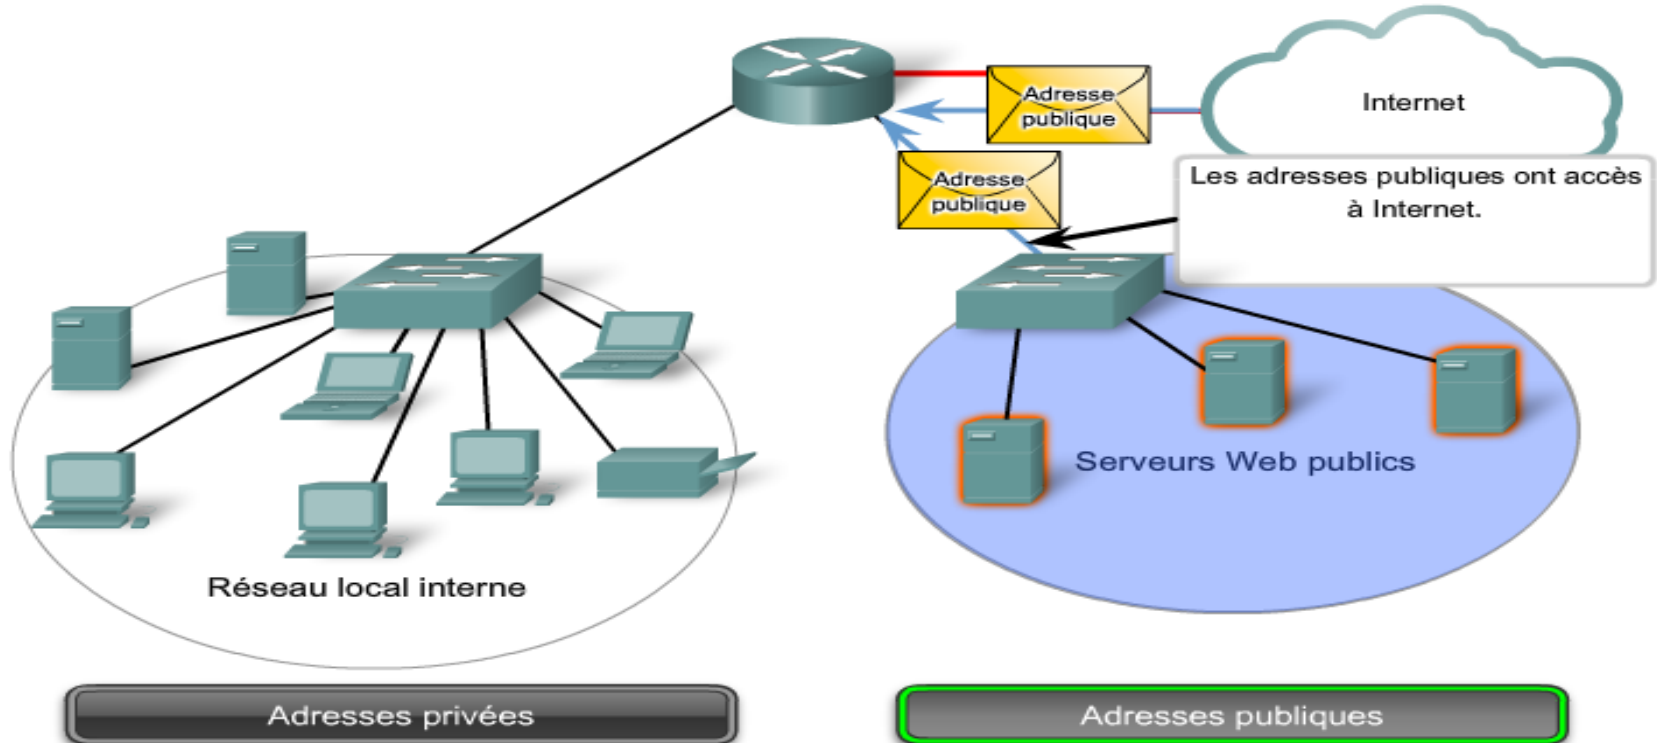 Adresse
publique
Internet
Adresse
publique
Les adresses publiques ont accès
à Internet.
Serveurs Web publics
Réseau local interne
Adresses privées
Adresses publiques